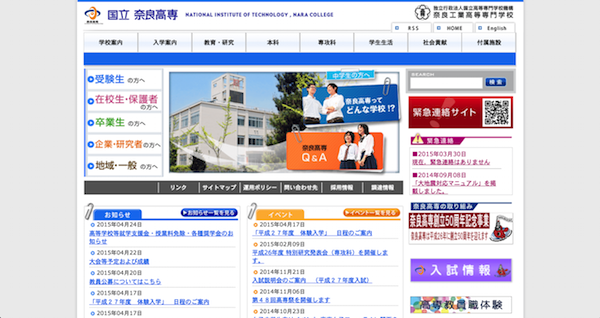 国立 奈良高専 NATIONAL INSTITUTE OF TECHNOLOGY , NARA COLLEGE
独立行政法人国立高等専門学校機構
奈良工業高等専門学校
RSS HOME English
学校案内 入学案内 教育・研究 本科 専攻科 学生生活 社会貢献 付属施設
受験生 の方へ
在校生・保護者 の方へ
卒業生 の方へ
企業・研究者の方へ
地域・一般 の方へ
中学生の方へ
奈良高専って
どんな学校!?
奈良高専
Q&A
SEARCH
検索
緊急連絡サイト
緊急連絡
■2015年03月30日
現在、緊急連絡はありません
■2014年09月08日
「大地震対応マニュアル」を掲載しました。
リンク サイトマップ 運用ポリシー 問い合わせ先 採用情報 調達情報
お知らせ お知らせ一覧を見る
■2015年04月24日
高等学校等就学支援金・授業料免除・各種奨学金のお知らせ
■2015年04月22日
大会等予定および成績
■2015年04月20日
教員公募についてはこちら
■2015年04月17日
「平成27年度 体験入学」 日程のご案内
■2015年04月17日
イベント イベント一覧を見る
■2015年04月17日
「平成27年度 体験入学」 日程のご案内
■2015年02月09日
平成26年度 特別研究発表会(専攻科)を開催します。
■2014年11月21日
入試説明会のご案内 (平成27年度入試)
■2014年11月06日
第48回高専祭を開催します
■2014年10月23日
奈良高専の取り組み
奈良高専創立50周年記念事業
奈良高専は平成26年に創立50周年を迎えます
入試情報
高専教員職体験